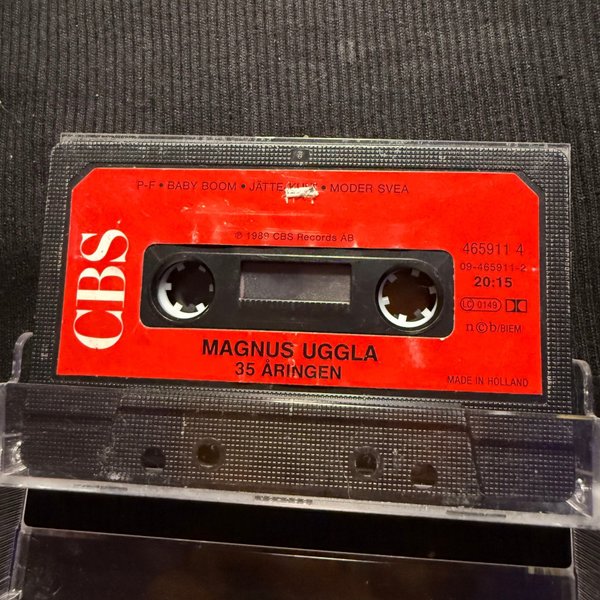 P-F • BABY BOOM • JÄTTE • MODER SVEA
℗ 1989 CBS Records AB
CBS
465911 4
09-465911-2
20:15
LC 0149
n©b/BIEM
MAGNUS UGGLA
35 ÅRINGEN
MADE IN HOLLAND